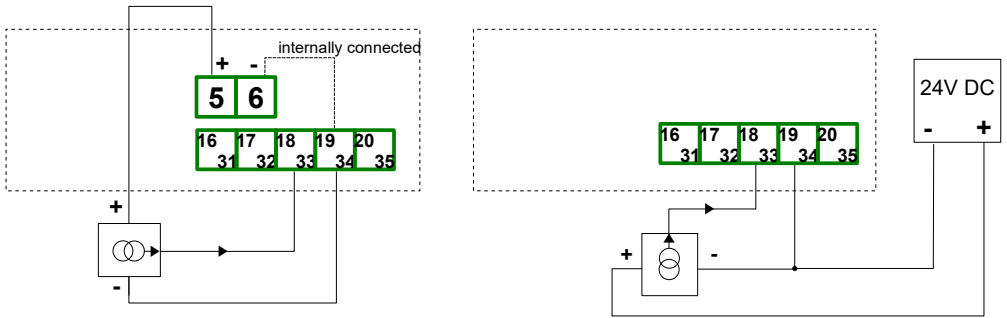 internally connected
+ -
5 6
16 17 18 19 20
31 32 33 34 35
+
-
24V DC
- +
16 17 18 19 20
31 32 33 34 35
+ -